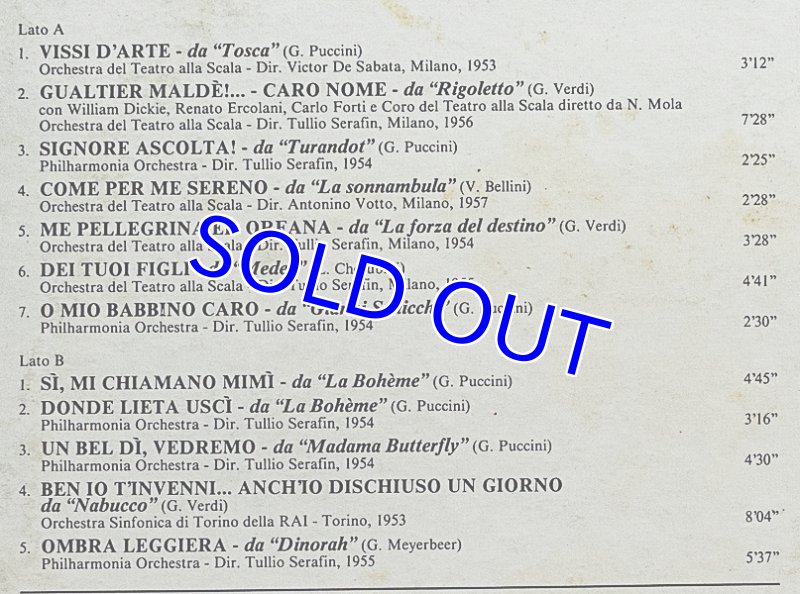 Lato A
1. VISSI D'ARTE - da “Tosca” (G. Puccini)
Orchestra del Teatro alla Scala - Dir. Victor De Sabata, Milano, 1953 3'12”
2. GUALTIER MALDÈ!... - CARO NOME - da “Rigoletto” (G. Verdi)
con William Dickie, Renato Ercolani, Carlo Forti e Coro del Teatro alla Scala diretto da N. Mola
Orchestra del Teatro alla Scala - Dir. Tullio Serafin, Milano, 1956 7'28”
3. SIGNORE ASCOLTA! - da “Turandot” (G. Puccini)
Philharmonia Orchestra - Dir. Tullio Serafin, 1954 2'25”
4. COME PER ME SERENO - da “La sonnambula” (V. Bellini)
Orchestra del Teatro alla Scala - Dir. Antonino Votto, Milano, 1957 2'28”
5. ME PELLEGRINA ED ORFANA - da “La forza del destino” (G. Verdi)
Orchestra del Teatro alla Scala - Dir. Tullio Serafin, Milano, 1954 3'28”
6. DEI TUOI FIGLI
Orchestra del Teatro alla Scala - Dir. Tullio Serafin, Milano, 4'41”
7. O MIO BABBINO CARO - da “Gianni Schicchi” (G. Puccini)
Philharmonia Orchestra - Dir. Tullio Serafin, 1954 2'30”
SOLD OUT
Lato B
1. SÌ, MI CHIAMANO MIMÌ - da “La Bohème” (G. Puccini) 4'45”
2. DONDE LIETA USCÌ - da “La Bohème” (G. Puccini)
Philharmonia Orchestra - Dir. Tullio Serafin, 1954 3'16”
3. UN BEL DÌ, VEDREMO - da “Madama Butterfly” (G. Puccini)
Philharmonia Orchestra - Dir. Tullio Serafin, 1954 4'30”
4. BEN IO T'INVENNI... ANCH'IO DISCHIUSO UN GIORNO
da “Nabucco” (G. Verdi)
Orchestra Sinfonica di Torino della RAI - Torino, 1953 8'04”
5. OMBRA LEGGIERA - da “Dinorah” (G. Meyerbeer)
Philharmonia Orchestra - Dir. Tullio Serafin, 1955 5'37”